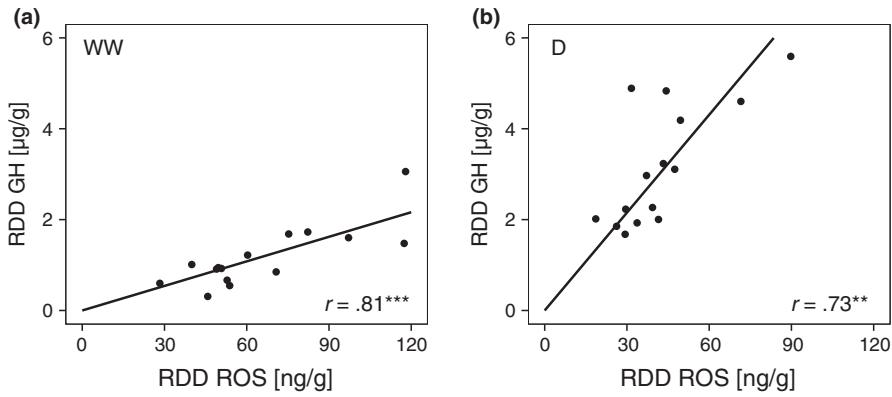 (a)
WW
6
4
2
0
RDD GH [µg/g]
r = .81***
0 30 60 90 120
RDD ROS [ng/g]
(b)
D
6
4
2
0
RDD GH [µg/g]
r = .73**
0 30 60 90 120
RDD ROS [ng/g]